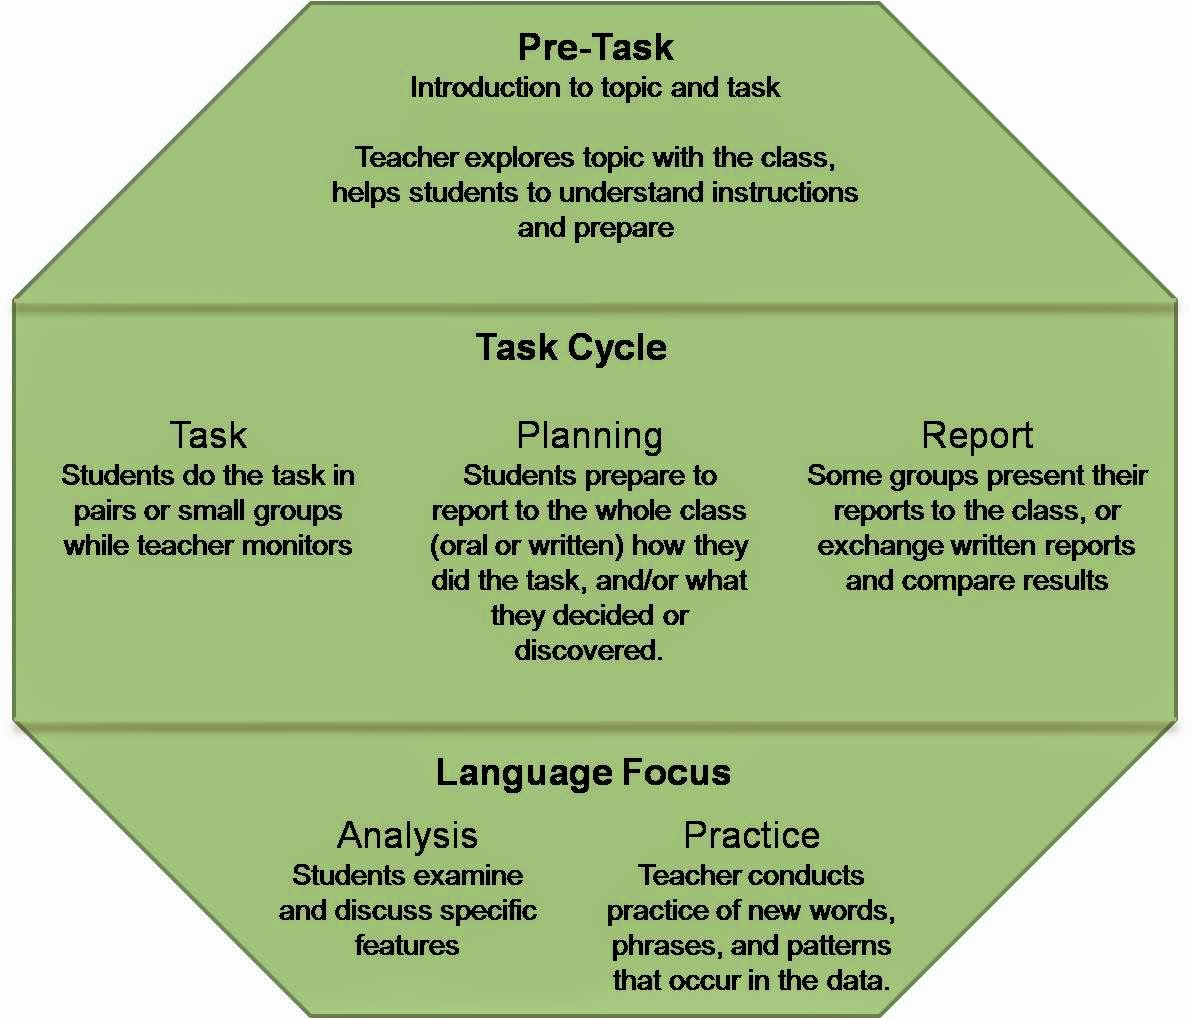 Pre-Task
Introduction to topic and task
Teacher explores topic with the class,
helps students to understand instructions
and prepare
Task Cycle
Task
Students do the task in
pairs or small groups
while teacher monitors
Planning
Students prepare to
report to the whole class
(oral or written) how they
did the task, and/or what
they decided or
discovered.
Report
Some groups present their
reports to the class, or
exchange written reports
and compare results
Language Focus
Analysis
Students examine
and discuss specific
features
Practice
Teacher conducts
practice of new words,
phrases, and patterns
that occur in the data.